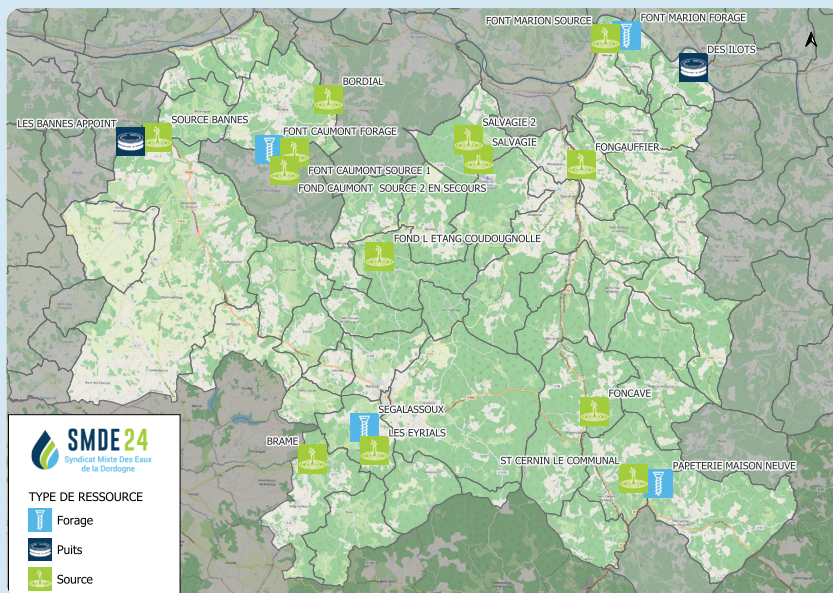 FONT MARION SOURCE
FONT MARION FORAGE
DES ILOTS
BORDIAL
LES BANNES APPOINT
SOURCE BANNES
SALVAGIE 2
FONT CAUMONT FORAGE
SALVAGIE
FONGAUFFIER
FONT CAUMONT SOURCE 1
FOND CAUMONT SOURCE 2 EN SECOURS
FOND L ETANG COUDOUGNOLLE
FONCAVE
SEGALASSOUX
LES EYRIALS
BRAME
ST CERNIN LE COMMUNAL
PAPETERIE MAISON NEUVE
SMDE 24
Syndicat Mixte Des Eaux
de la Dordogne
TYPE DE RESSOURCE
Forage
Puits
Source